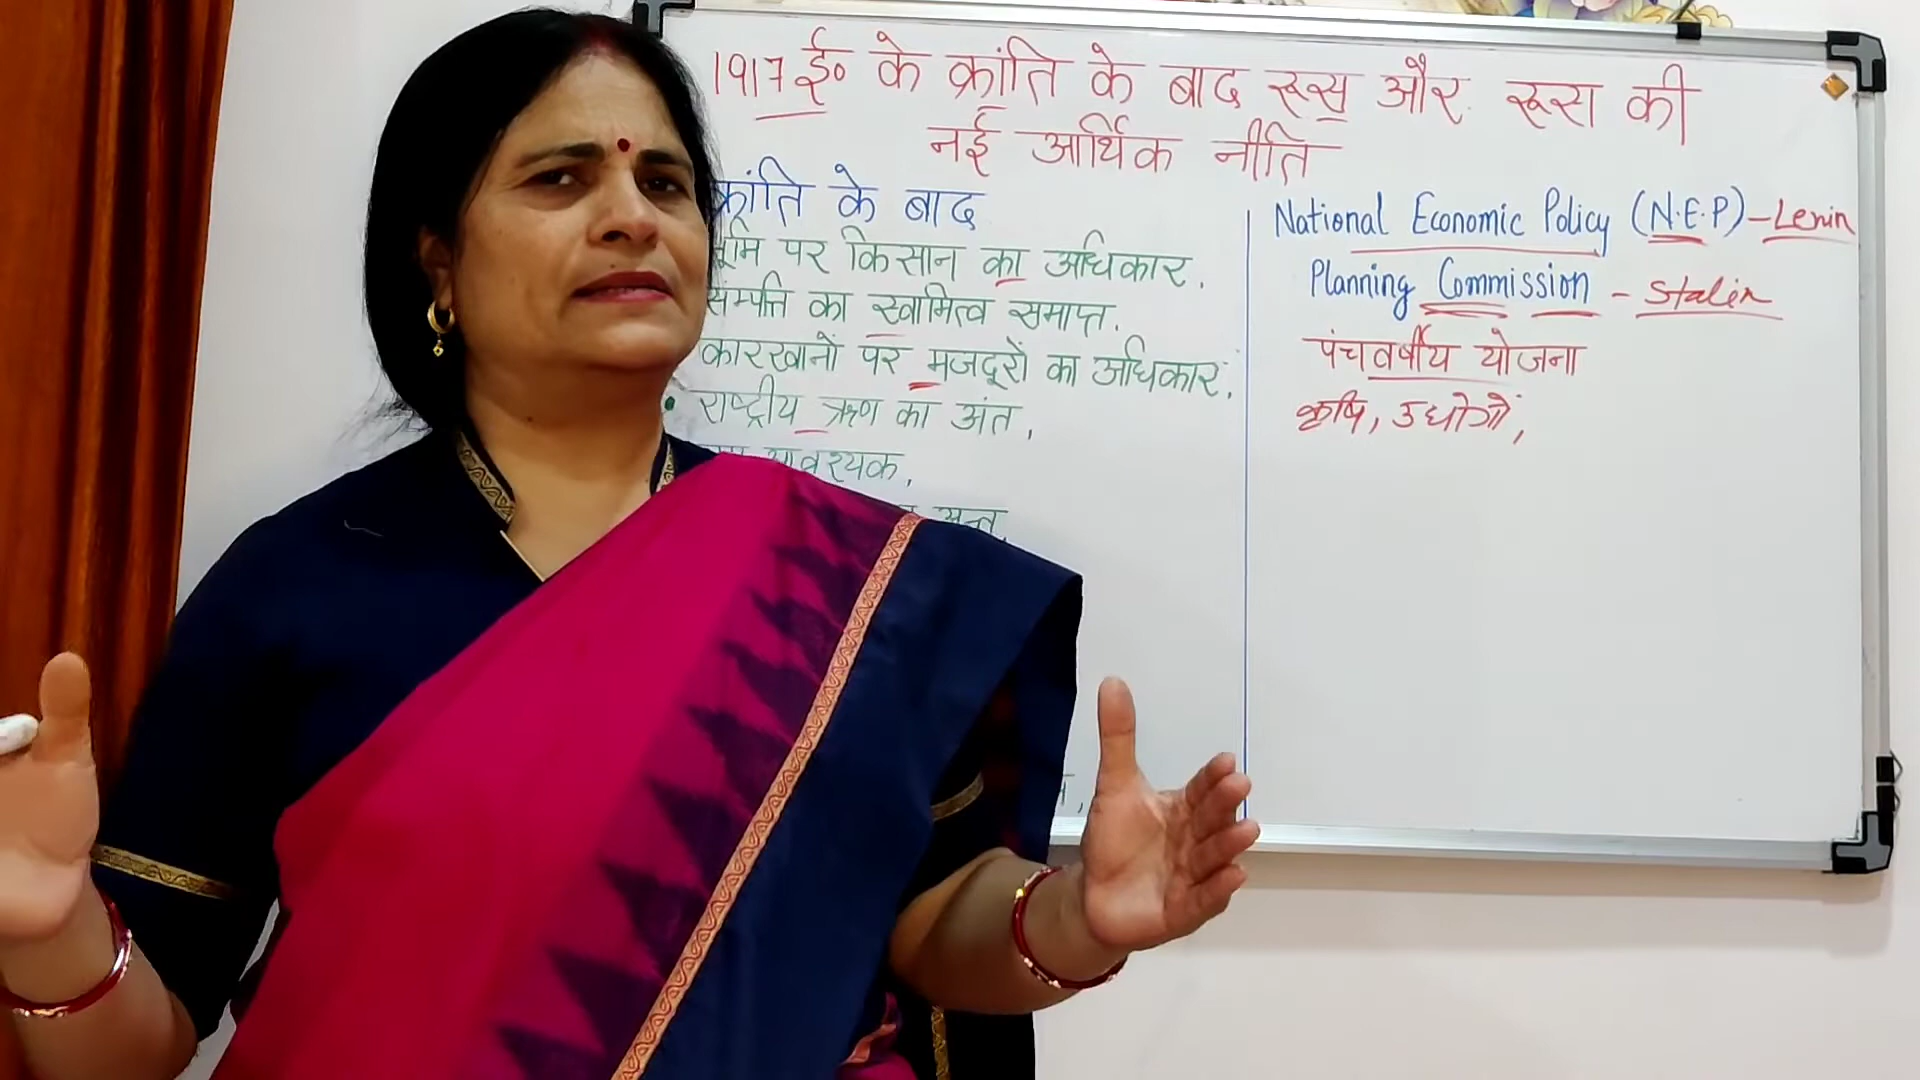 1917 ई० के क्रांति के बाद रूस और रूस की
नई आर्थिक नीति
क्रांति के बाद
भूमि पर किसान का अधिकार.
सम्पत्ति का स्वामित्व समाप्त.
कारखानों पर मजदूरों का अधिकार.
• राष्ट्रीय ऋण का अंत,
आवश्यक,
अन्त
National Economic Policy (N.E.P) - Lenin
Planning Commission - Stalin
पंचवर्षीय योजना
कृषि, उद्योगों,